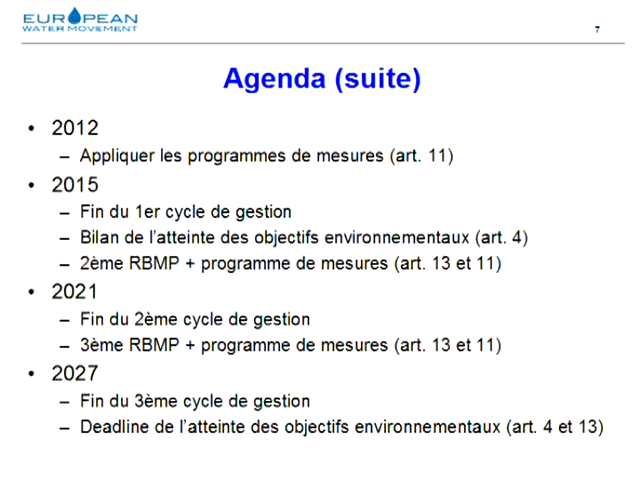 EUROPEAN
WATER MOVEMENT
7
Agenda (suite)
• 2012
– Appliquer les programmes de mesures (art. 11)
• 2015
– Fin du 1er cycle de gestion
– Bilan de l'atteinte des objectifs environnementaux (art. 4)
– 2ème RBMP + programme de mesures (art. 13 et 11)
• 2021
– Fin du 2ème cycle de gestion
– 3ème RBMP + programme de mesures (art. 13 et 11)
• 2027
– Fin du 3ème cycle de gestion
– Deadline de l'atteinte des objectifs environnementaux (art. 4 et 13)